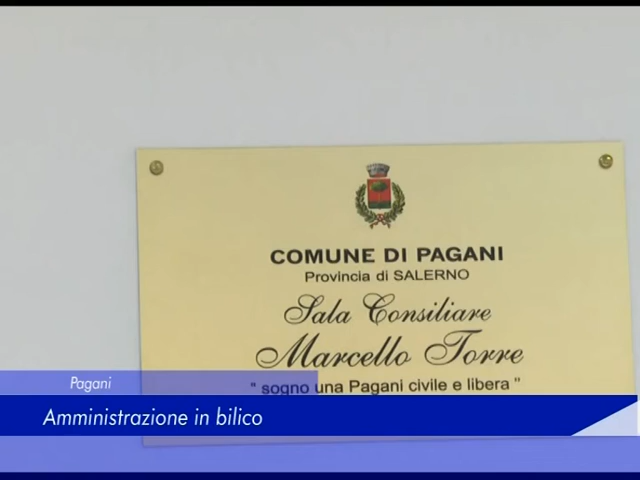 COMUNE DI PAGANI
Provincia di SALERNO
Sala Consiliare
Marcello Torre
" sogno una Pagani civile e libera "
Pagani
Amministrazione in bilico